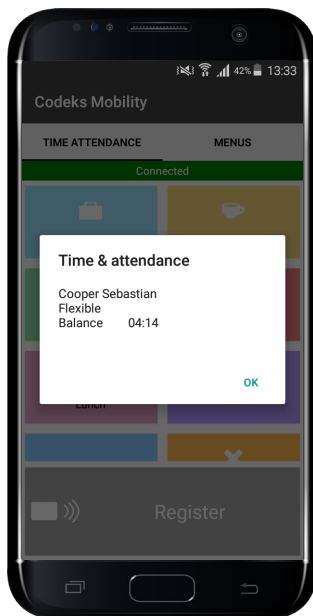 42% 13:33
Codeks Mobility
TIME ATTENDANCE MENUS
Connected
Time & attendance
Cooper Sebastian
Flexible
Balance 04:14
OK
Lunch
Register